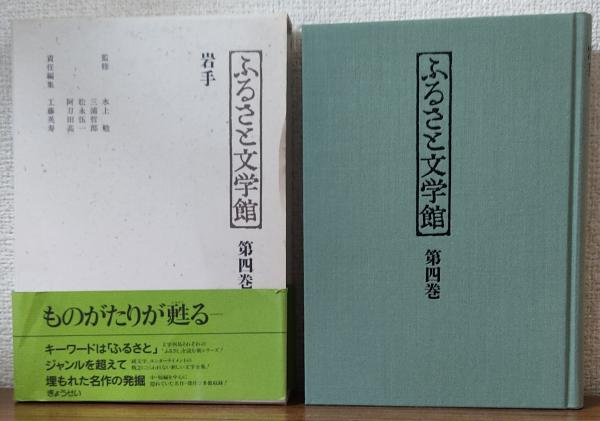 ふるさと文学館 第四巻
岩手
監修
水上 勉
三浦哲郎
松永伍一
阿刀田高
責任編集
工藤英寿
ものがたりが甦る
キーワードは「ふるさと」
ジャンルを超えて
埋もれた名作の発掘
ぎょうせい
ふるさと文学館
第四巻